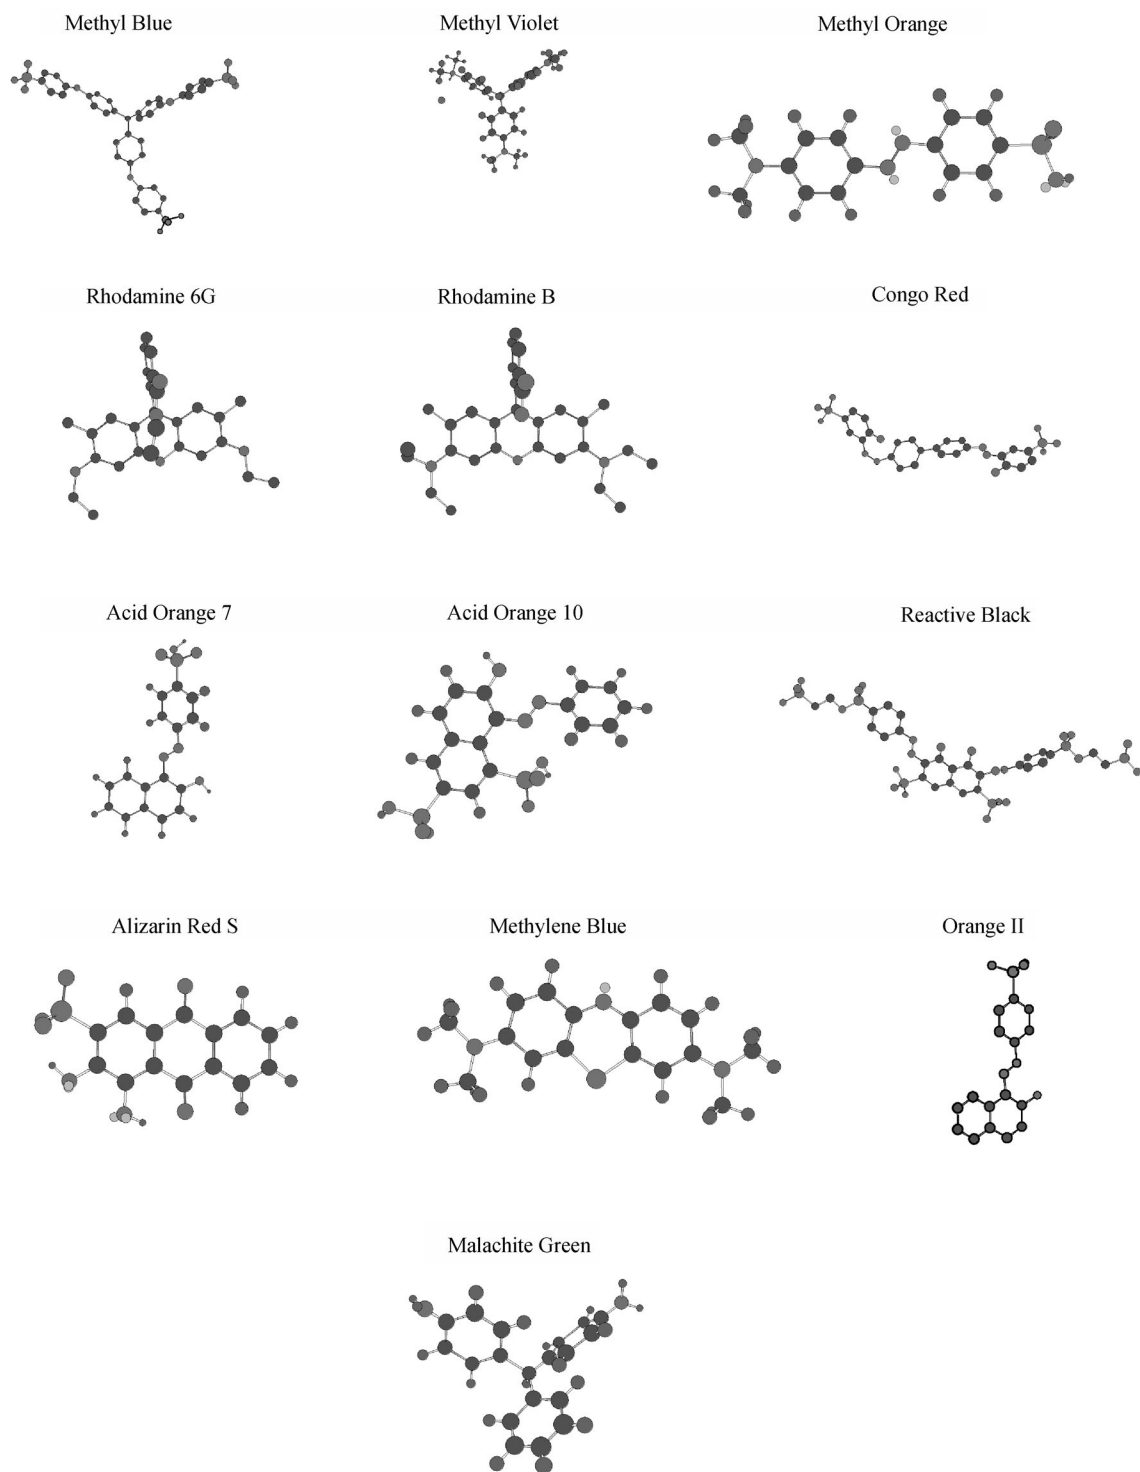 Methyl Blue
Methyl Violet
Methyl Orange
Rhodamine 6G
Rhodamine B
Congo Red
Acid Orange 7
Acid Orange 10
Reactive Black
Alizarin Red S
Methylene Blue
Orange II
Malachite Green